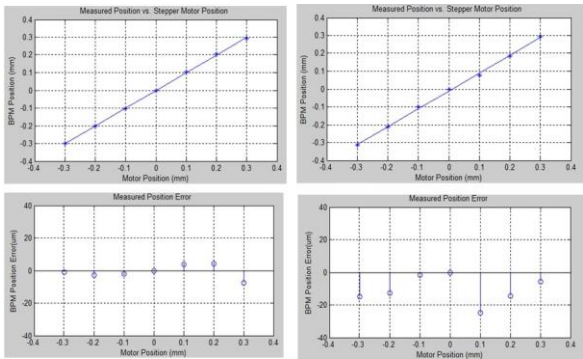 Measured Position vs. Stepper Motor Position
BPM Position (mm)
0.4
0.3
0.2
0.1
0
-0.1
-0.2
-0.3
-0.4
-0.4 -0.3 -0.2 -0.1 0 0.1 0.2 0.3 0.4
Motor Position (mm)
Measured Position vs. Stepper Motor Position
BPM Position (mm)
0.4
0.3
0.2
0.1
0
-0.1
-0.2
-0.3
-0.4
-0.4 -0.3 -0.2 -0.1 0 0.1 0.2 0.3 0.4
Motor Position (mm)
Measured Position Error
BPM Position Error(um)
40
20
0
-20
-40
-0.4 -0.3 -0.2 -0.1 0 0.1 0.2 0.3 0.4
Motor Position (mm)
Measured Position Error
BPM Position Error(um)
40
20
0
-20
-40
-0.4 -0.3 -0.2 -0.1 0 0.1 0.2 0.3 0.4
Motor Position (mm)